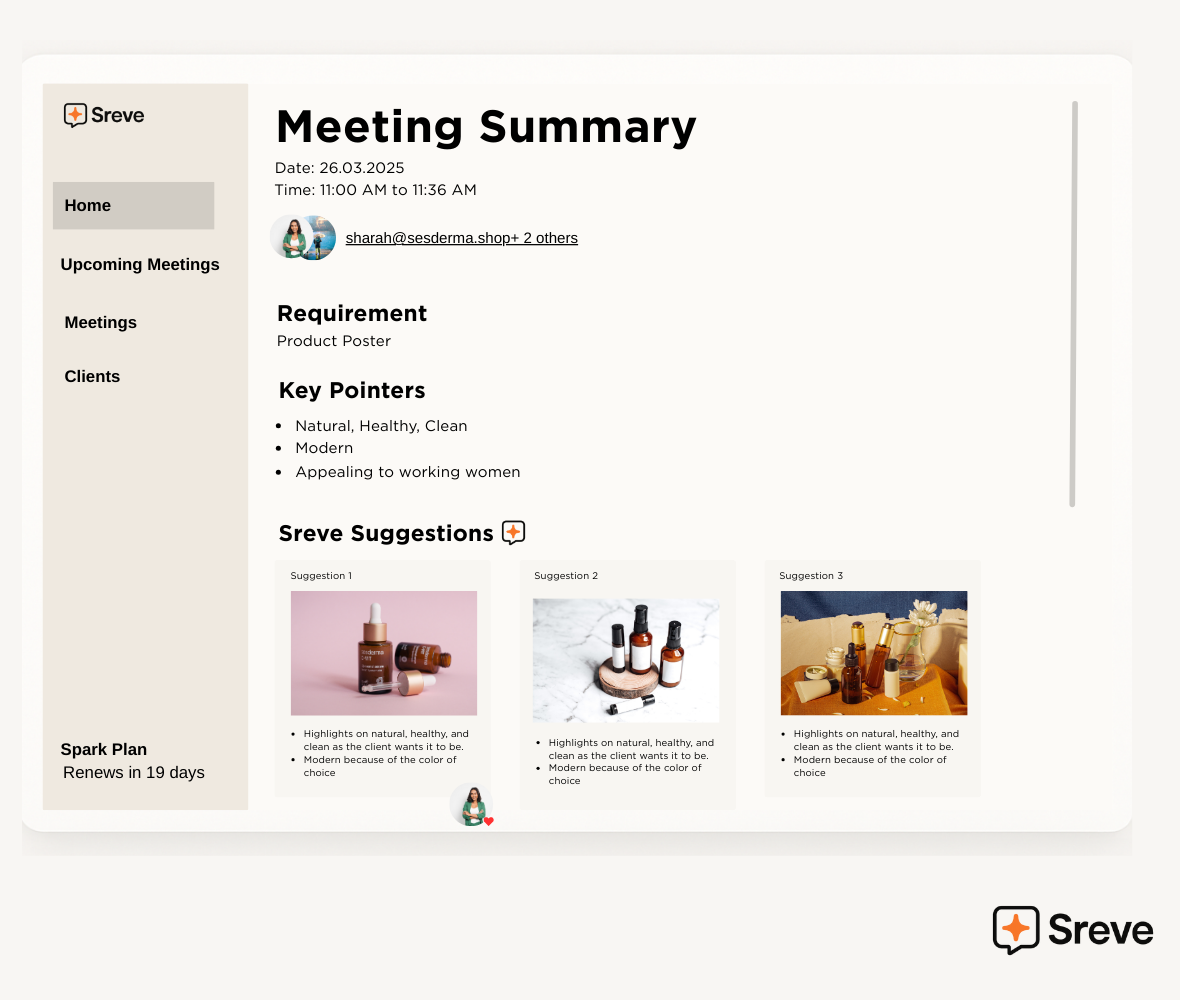 Sreve
Home
Upcoming Meetings
Meetings
Clients
Spark Plan
Renews in 19 days
Meeting Summary
Date: 26.03.2025
Time: 11:00 AM to 11:36 AM
sharah@sesderma.shop+ 2 others
Requirement
Product Poster
Key Pointers
• Natural, Healthy, Clean
• Modern
• Appealing to working women
Sreve Suggestions
Suggestion 1
• Highlights on natural, healthy, and
clean as the client wants it to be.
• Modern because of the color of
choice
Suggestion 2
• Highlights on natural, healthy, and
clean as the client wants it to be.
• Modern because of the color of
choice
Suggestion 3
• Highlights on natural, healthy, and
clean as the client wants it to be.
• Modern because of the color of
choice
Sreve